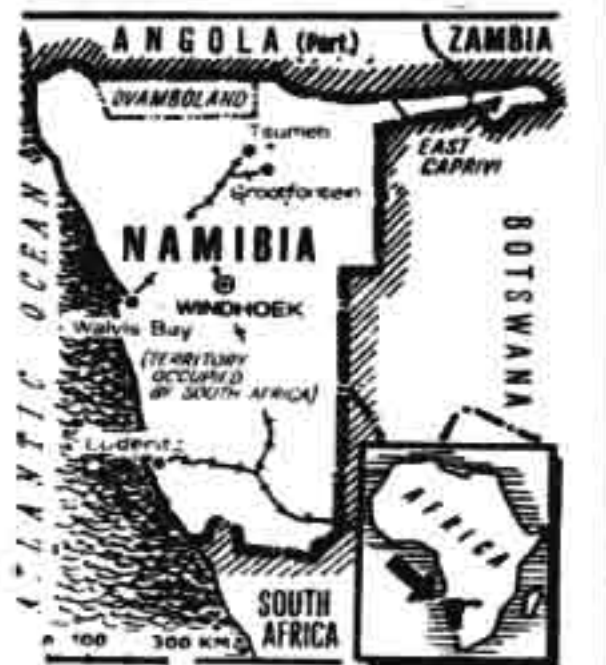 ANGOLA (Port.)
ZAMBIA
OVAMBOLAND
Tsumeb
Grootfontein
EAST
CAPRIVI
NAMIBIA
WINDHOEK
Walvis Bay
(TERRITORY
OCCUPIED
BY SOUTH AFRICA)
Luderitz
ATLANTIC OCEAN
BOTSWANA
AFRICA
SOUTH
AFRICA
100 300 KM